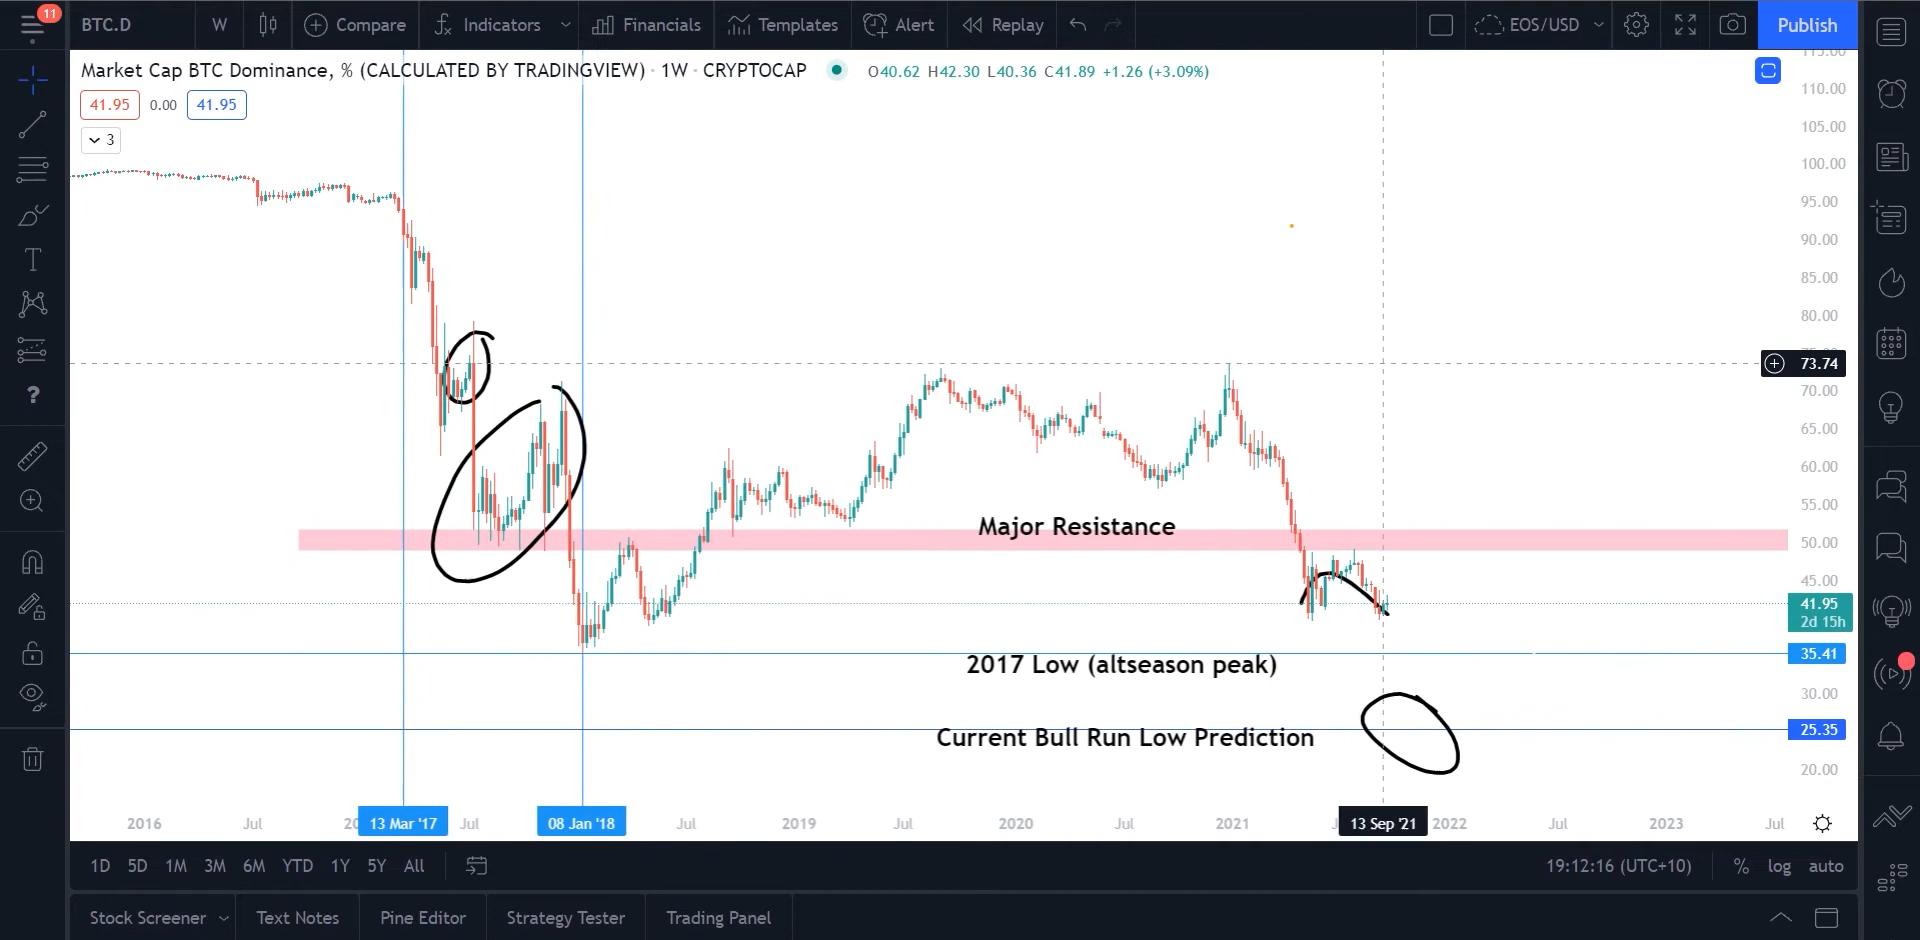 11 BTC.D W Compare Indicators Financials Templates Alert Replay EOS/USD Publish
Market Cap BTC Dominance, % (CALCULATED BY TRADINGVIEW) · 1W · CRYPTOCAP O40.62 H42.30 L40.36 C41.89 +1.26 (+3.09%)
41.95 0.00 41.95
3
115.00
110.00
105.00
100.00
95.00
90.00
85.00
80.00
73.74
70.00
65.00
60.00
55.00
Major Resistance
50.00
45.00
41.95
2d 15h
35.41
2017 Low (altseason peak)
30.00
25.35
Current Bull Run Low Prediction
20.00
2016 Jul 20 13 Mar '17 Jul 08 Jan '18 Jul 2019 Jul 2020 Jul 2021 J 13 Sep '21 2022 Jul 2023 Jul
1D 5D 1M 3M 6M YTD 1Y 5Y All 19:12:16 (UTC+10) % log auto
Stock Screener Text Notes Pine Editor Strategy Tester Trading Panel